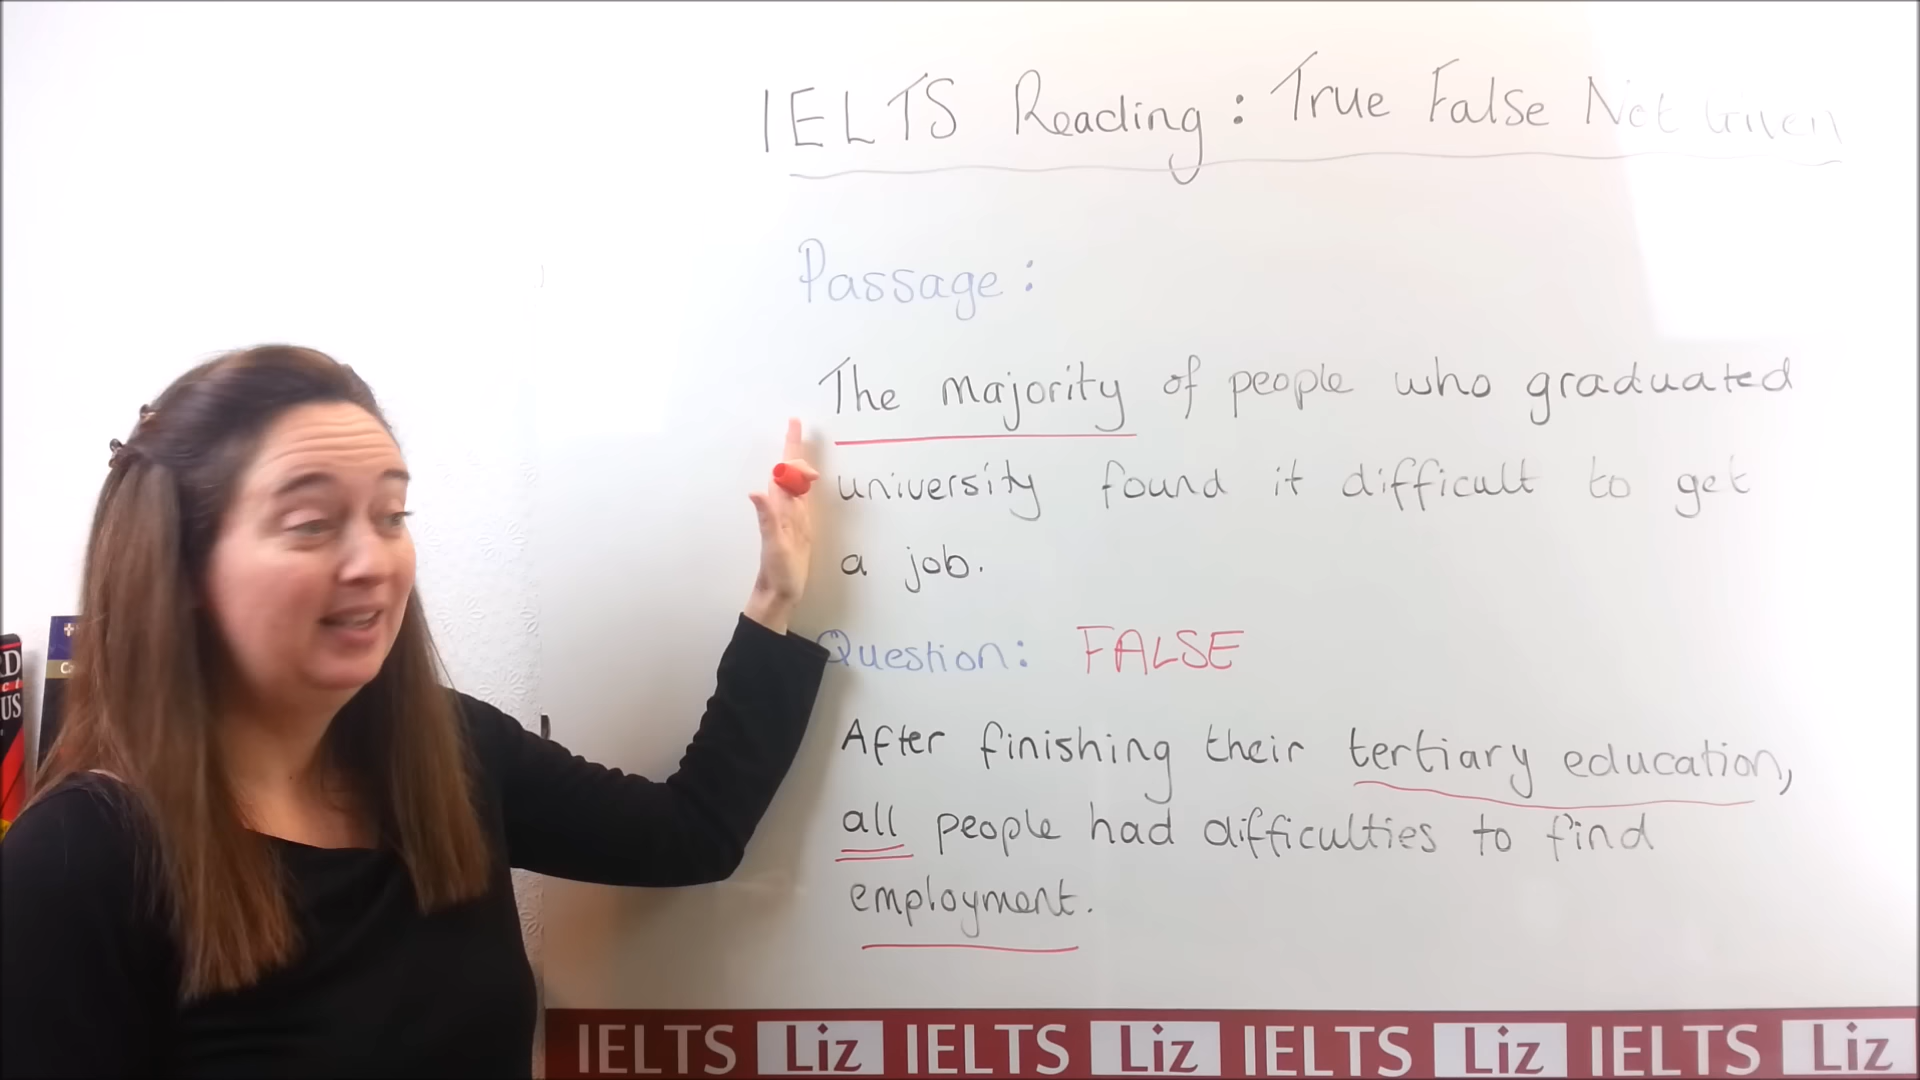 IELTS Reading: True False Not Given
Passage:
The majority of people who graduated
university found it difficult to get
a job.
Question: FALSE
After finishing their tertiary education,
all people had difficulties to find
employment.
IELTS Liz IELTS Liz IELTS Liz IELTS Liz